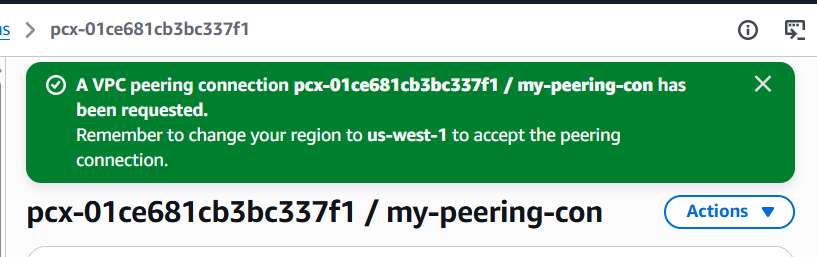 ns > pcx-01ce681cb3bc337f1
A VPC peering connection pcx-01ce681cb3bc337f1 / my-peering-con has
been requested.
Remember to change your region to us-west-1 to accept the peering
connection.
pcx-01ce681cb3bc337f1 / my-peering-con
Actions